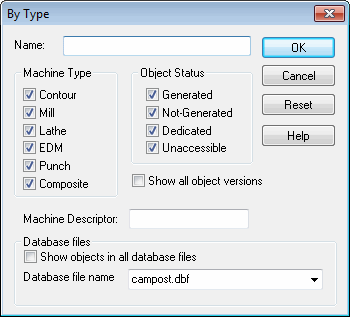 By Type
Name:
OK
Machine Type
Object Status
Cancel
Contour
Generated
Mill
Not-Generated
Reset
Lathe
Dedicated
EDM
Unaccessible
Help
Punch
Composite
Show all object versions
Machine Descriptor:
Database files
Show objects in all database files
Database file name
campost.dbf